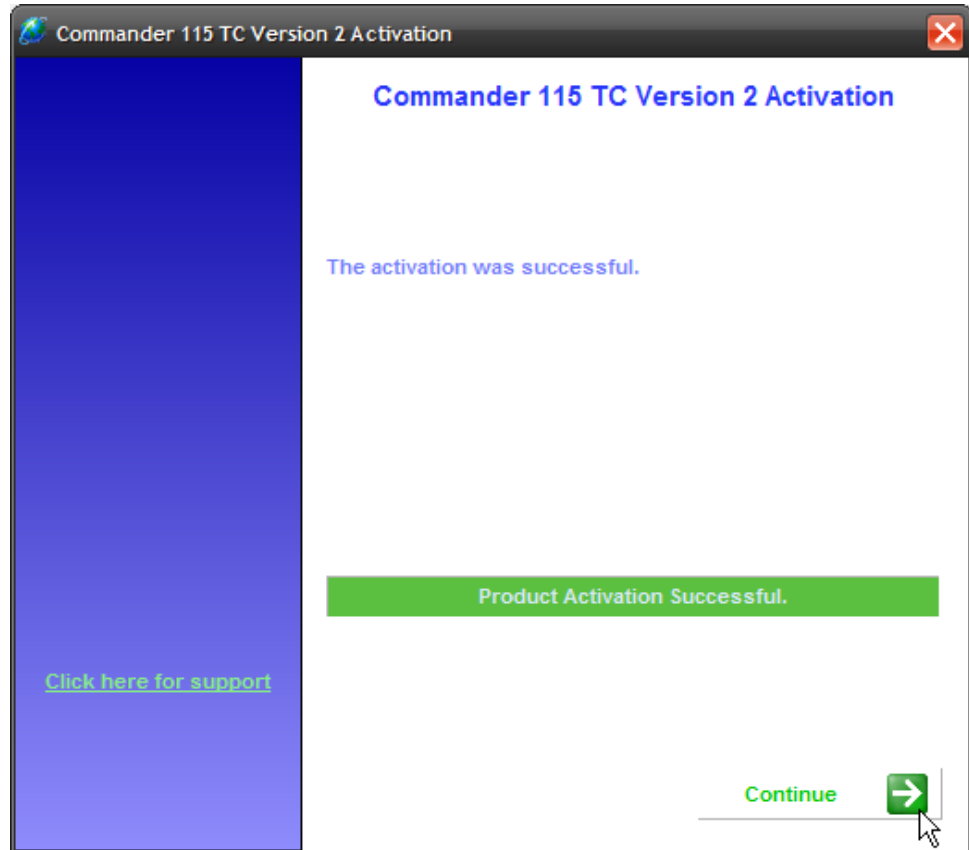 Commander 115 TC Version 2 Activation
Commander 115 TC Version 2 Activation
The activation was successful.
Product Activation Successful.
Click here for support
Continue